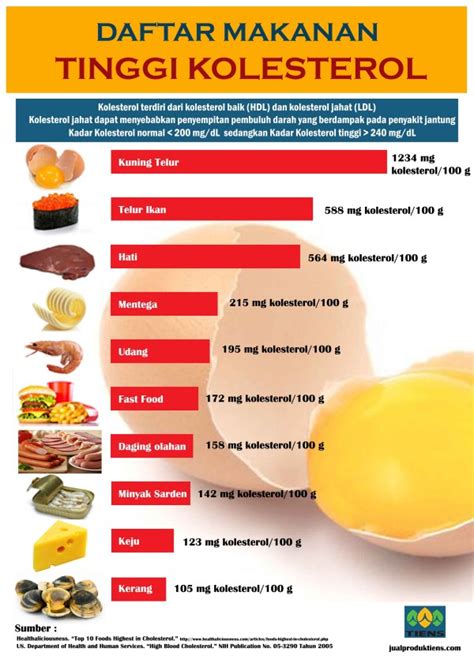 DAFTAR MAKANAN
TINGGI KOLESTEROL
Kolesterol terdiri dari kolesterol baik (HDL) dan kolesterol jahat (LDL)
Kolesterol jahat dapat menyebabkan penyempitan pembuluh darah yang berdampak pada penyakit jantung
Kadar Kolesterol normal < 200 mg/dL sedangkan Kadar Kolesterol tinggi > 240 mg/dL
Kuning Telur
1234 mg
kolesterol/100 g
Telur Ikan
588 mg kolesterol/100 g
Hati
564 mg kolesterol/100 g
Mentega
215 mg kolesterol/100 g
Udang
195 mg kolesterol/100 g
Fast Food
172 mg kolesterol/100 g
Daging olahan
158 mg kolesterol/100 g
Minyak Sarden
142 mg kolesterol/100 g
Keju
123 mg kolesterol/100 g
Kerang
105 mg kolesterol/100 g
Sumber :
Healthaliciousness. "Top 10 Foods Highest in Cholesterol." http://www.healthaliciousness.com/articles/foods-highest-in-cholesterol.php
US. Department of Health and Human Services. "High Blood Cholesterol." NIH Publication No. 05-3290 Tahun 2005
TIENS
jualproduktiens.com